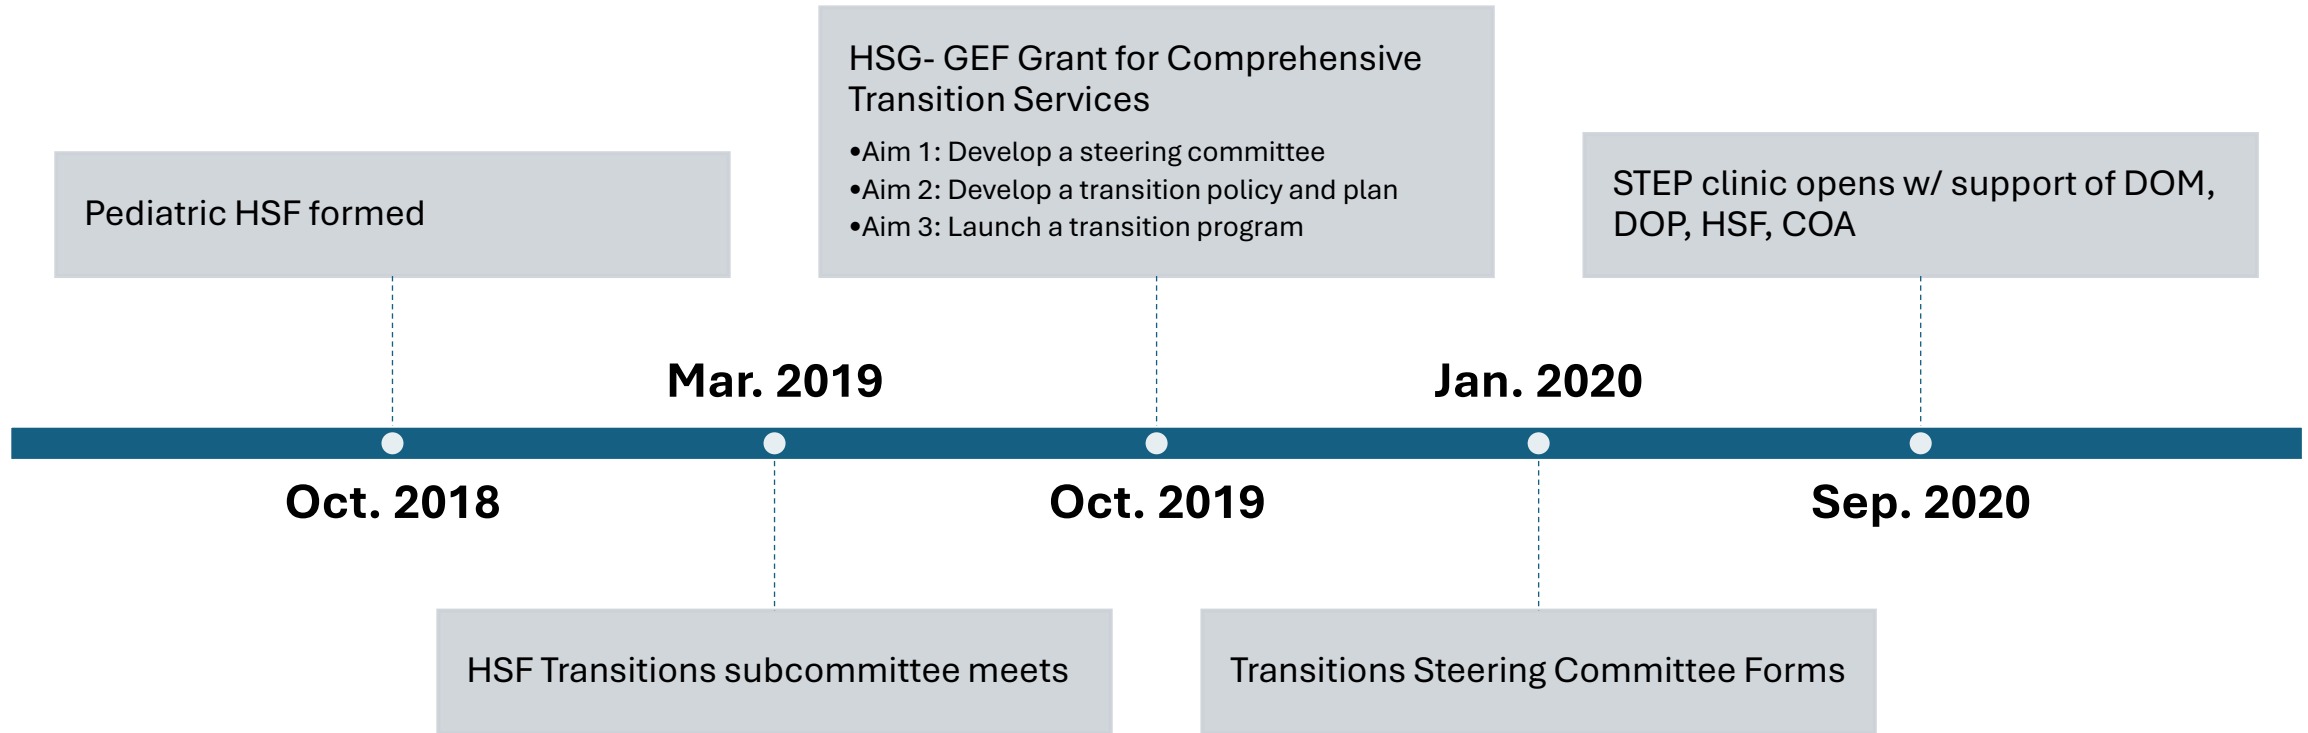 Pediatric HSF formed
HSG- GEF Grant for Comprehensive
Transition Services
•Aim 1: Develop a steering committee
•Aim 2: Develop a transition policy and plan
•Aim 3: Launch a transition program
STEP clinic opens w/ support of DOM,
DOP, HSF, COA
Mar. 2019
Jan. 2020
Oct. 2018
Oct. 2019
Sep. 2020
HSF Transitions subcommittee meets
Transitions Steering Committee Forms